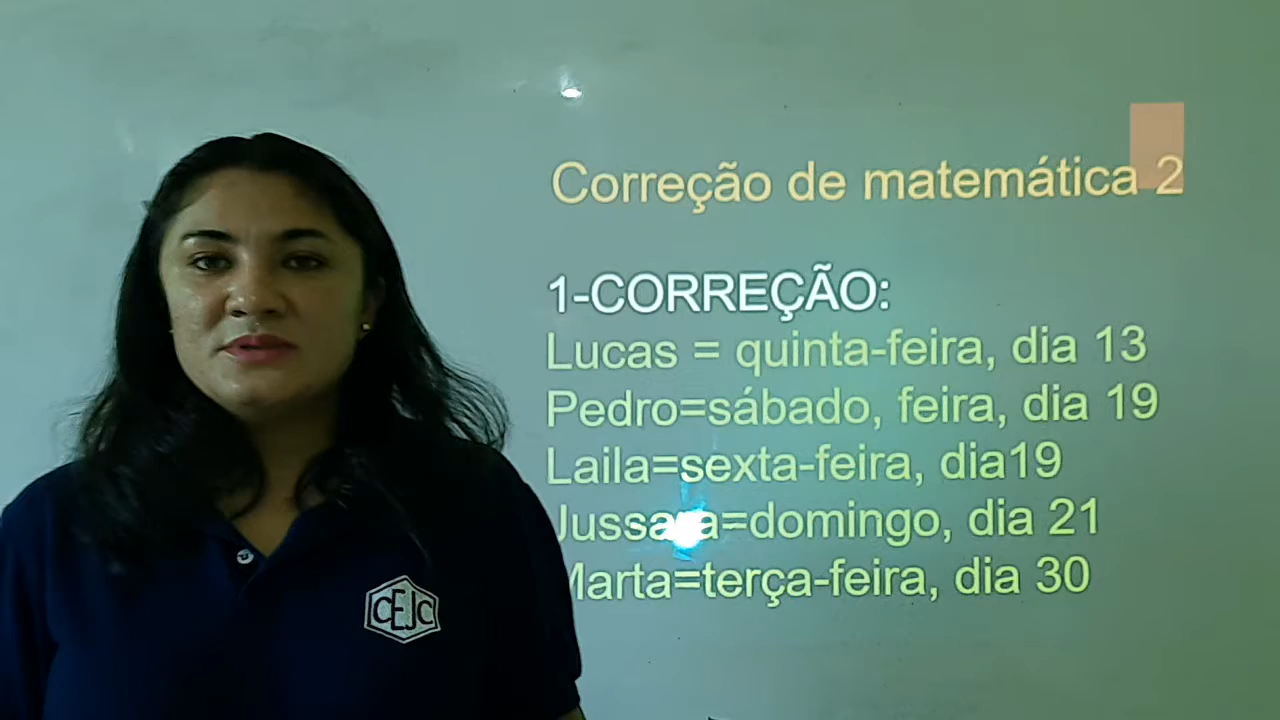 Correção de matemática 2
1-CORREÇÃO:
Lucas = quinta-feira, dia 13
Pedro=sábado, feira, dia 19
Laila=sexta-feira, dia19
Jussara=domingo, dia 21
Marta=terça-feira, dia 30
CEJC